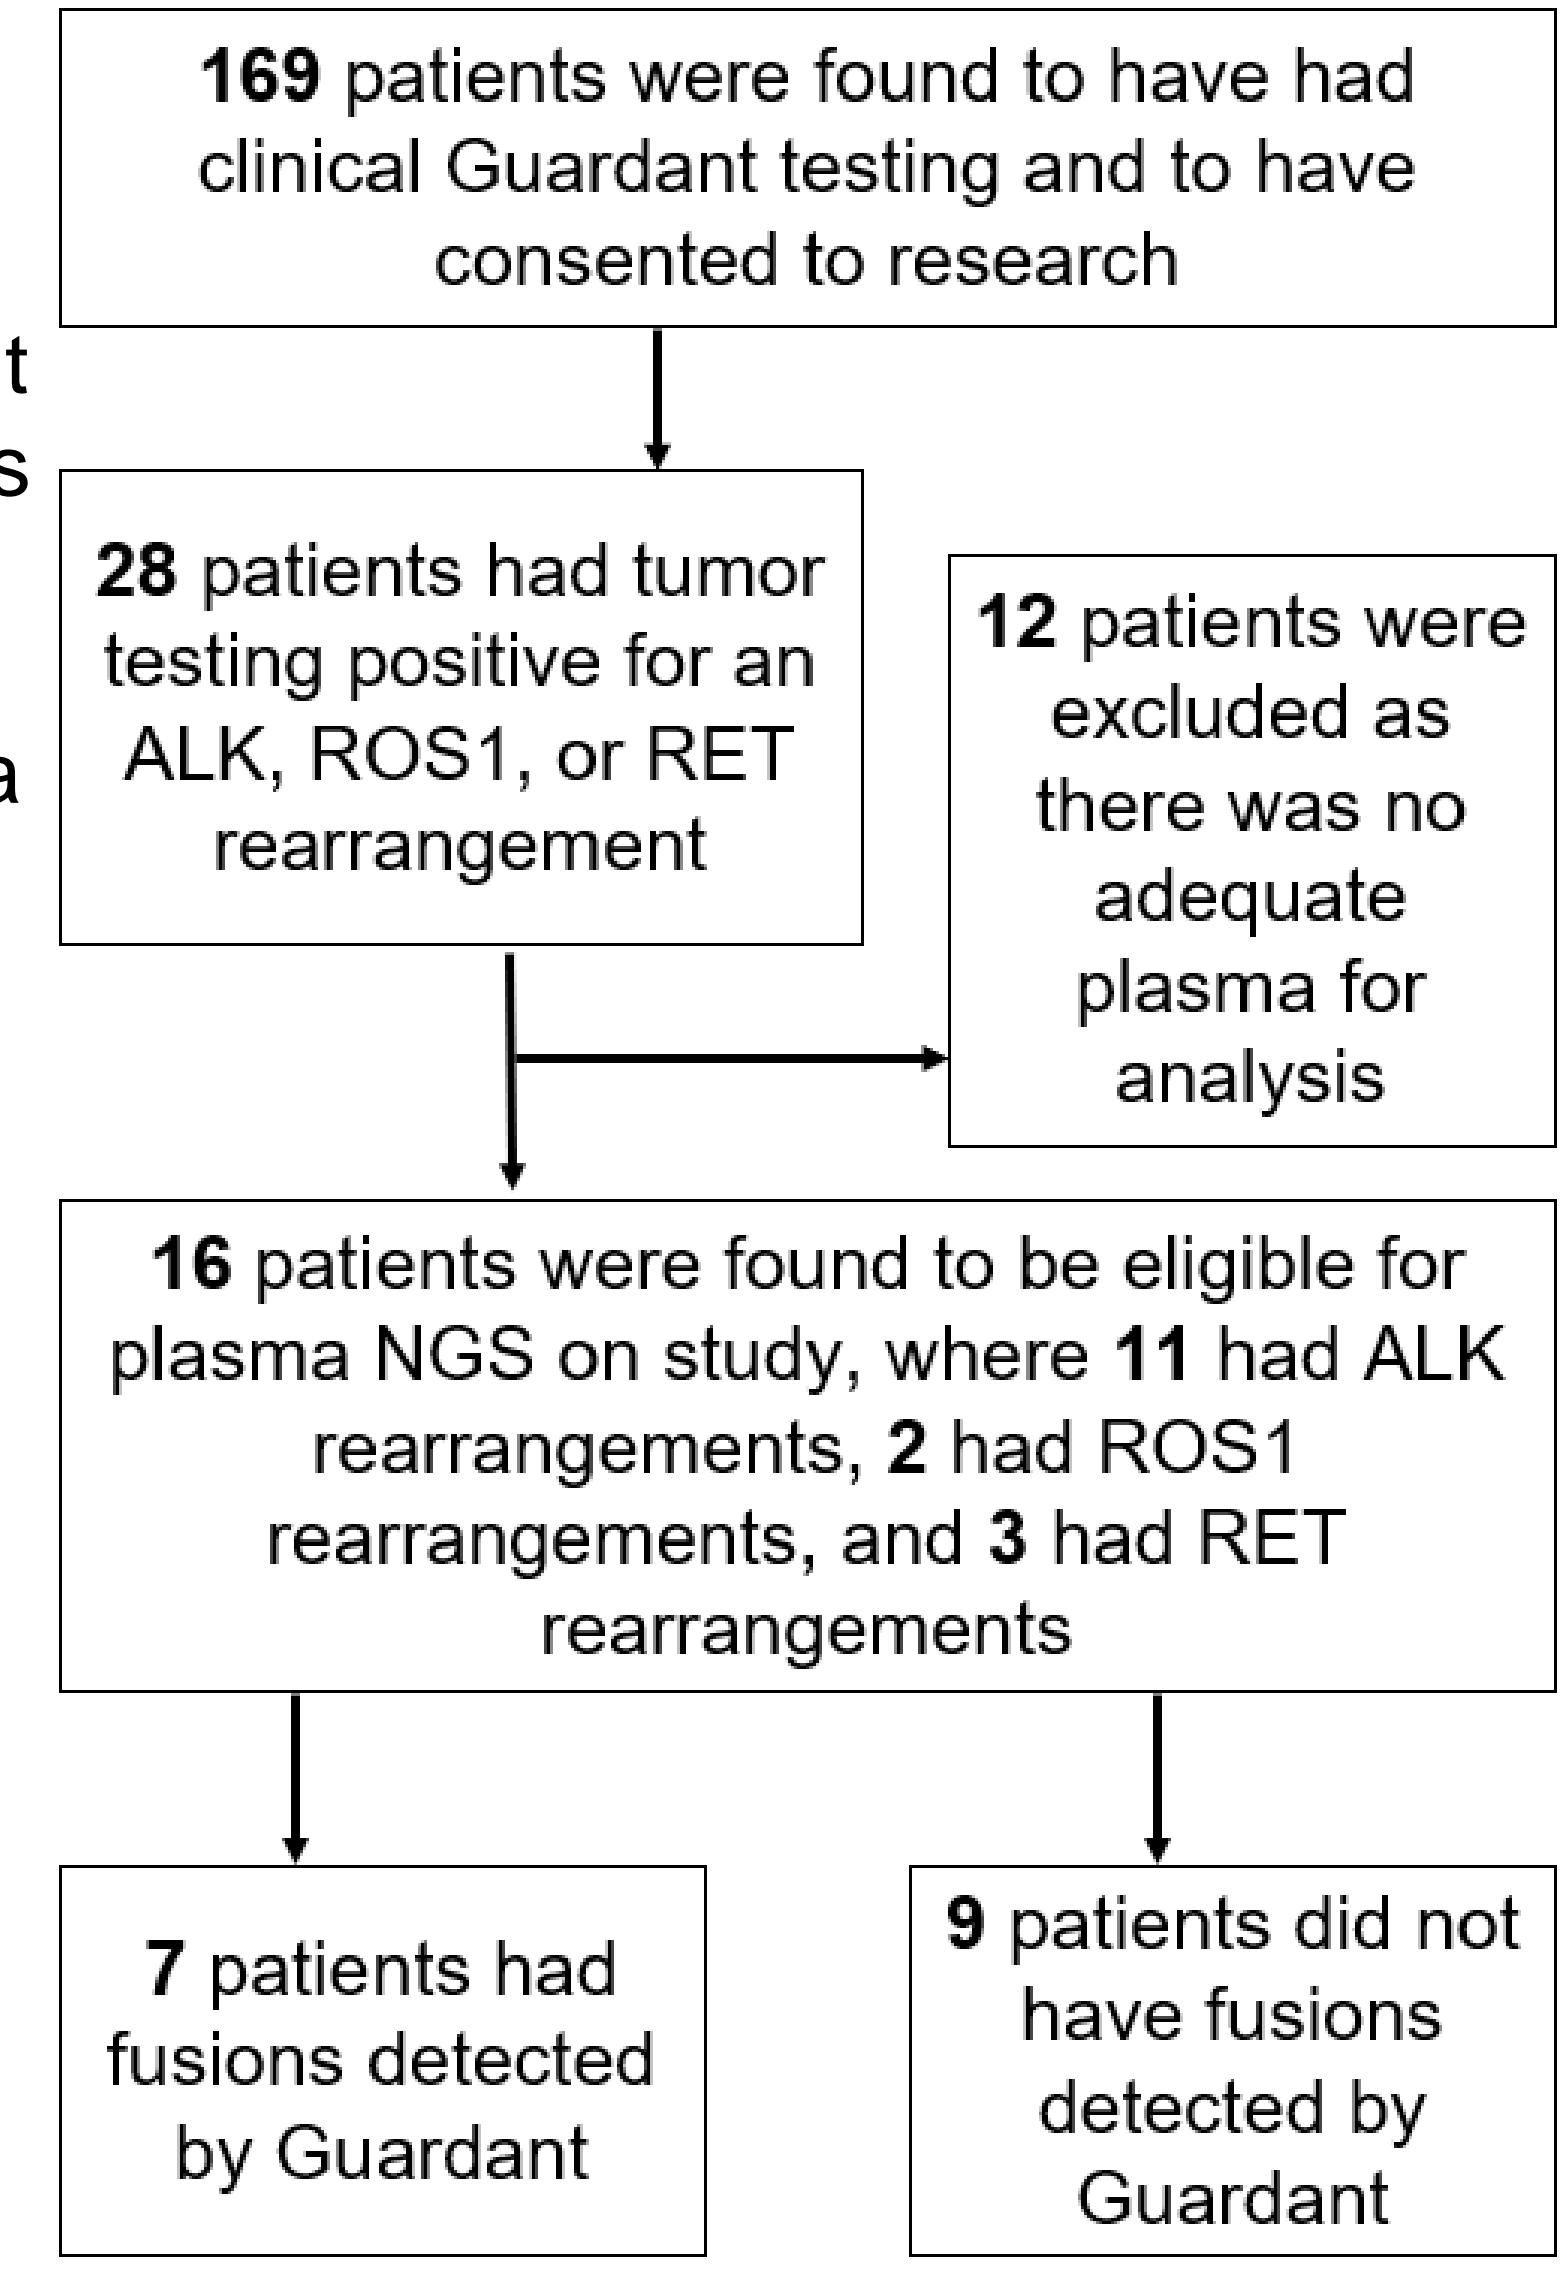 169 patients were found to have had
clinical Guardant testing and to have
consented to research
t
s
28 patients had tumor
testing positive for an
ALK, ROS1, or RET
rearrangement
a
12 patients were
excluded as
there was no
adequate
plasma for
analysis
16 patients were found to be eligible for
plasma NGS on study, where 11 had ALK
rearrangements, 2 had ROS1
rearrangements, and 3 had RET
rearrangements
7 patients had
fusions detected
by Guardant
9 patients did not
have fusions
detected by
Guardant